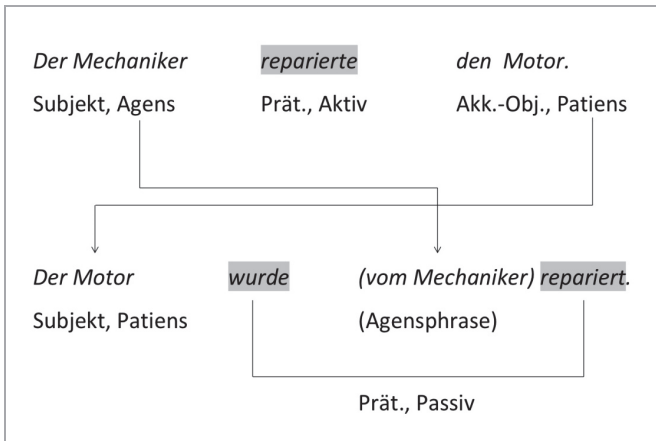 Der Mechaniker reparierte den Motor.
Subjekt, Agens Prät., Aktiv Akk.-Obj., Patiens
Der Motor wurde (vom Mechaniker) repariert.
Subjekt, Patiens (Agensphrase)
Prät., Passiv